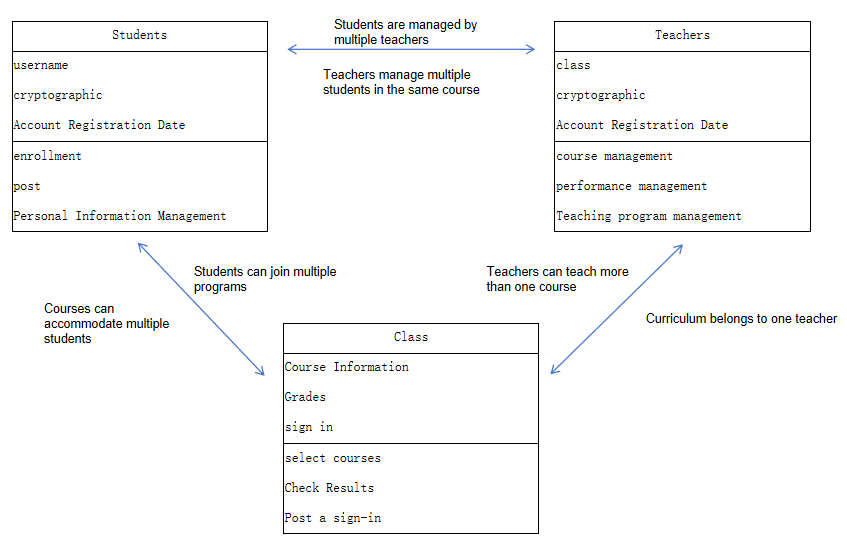 Students
username
cryptographic
Account Registration Date
enrollment
post
Personal Information Management
Students are managed by
multiple teachers
Teachers manage multiple
students in the same course
Teachers
class
cryptographic
Account Registration Date
course management
performance management
Teaching program management
Students can join multiple
programs
Courses can
accommodate multiple
students
Teachers can teach more
than one course
Curriculum belongs to one teacher
Class
Course Information
Grades
sign in
select courses
Check Results
Post a sign-in